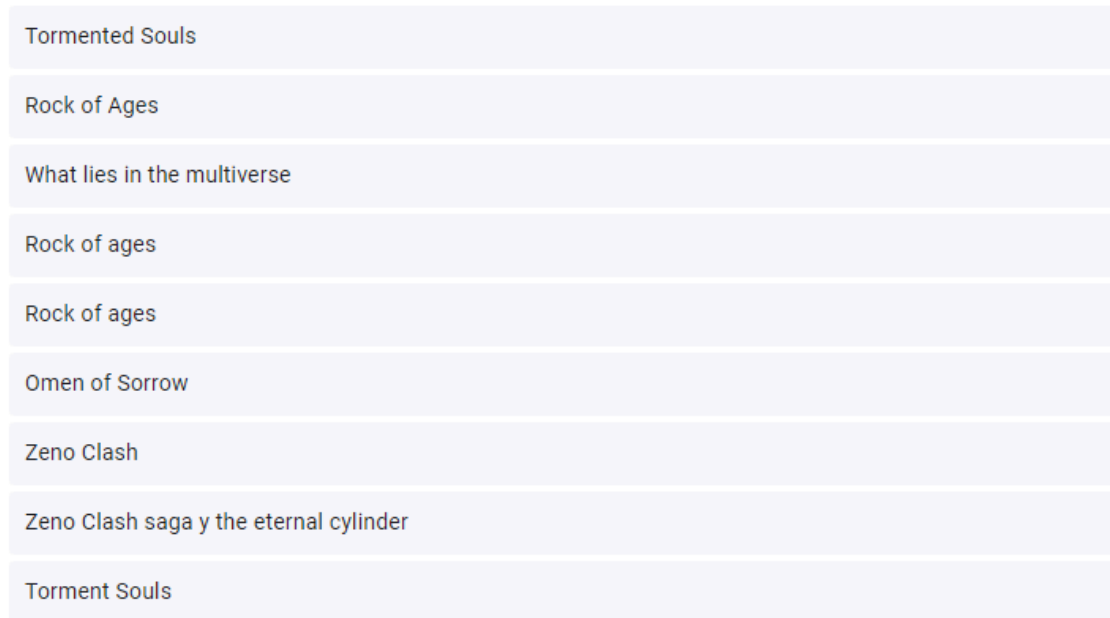 Tormented Souls
Rock of Ages
What lies in the multiverse
Rock of ages
Rock of ages
Omen of Sorrow
Zeno Clash
Zeno Clash saga y the eternal cylinder
Torment Souls